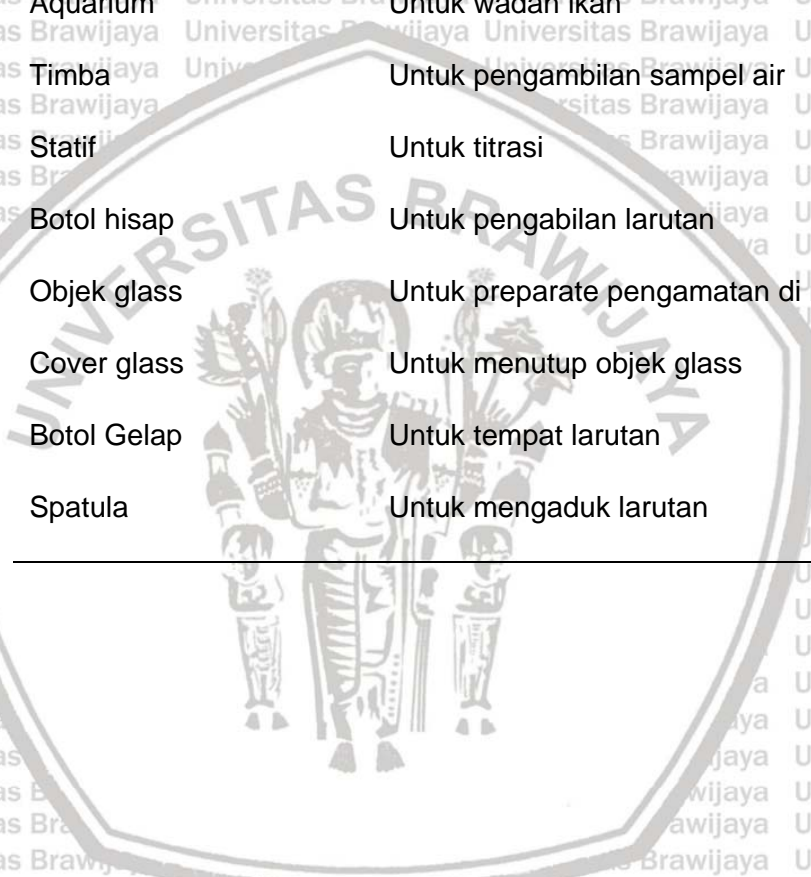 Aquarium Untuk wadah ikan
Timba Untuk pengambilan sampel air
Statif Untuk titrasi
Botol hisap Untuk pengabilan larutan
Objek glass Untuk preparate pengamatan di
Cover glass Untuk menutup objek glass
Botol Gelap Untuk tempat larutan
Spatula Untuk mengaduk larutan
UNIVERSITAS BRAWIJAYA